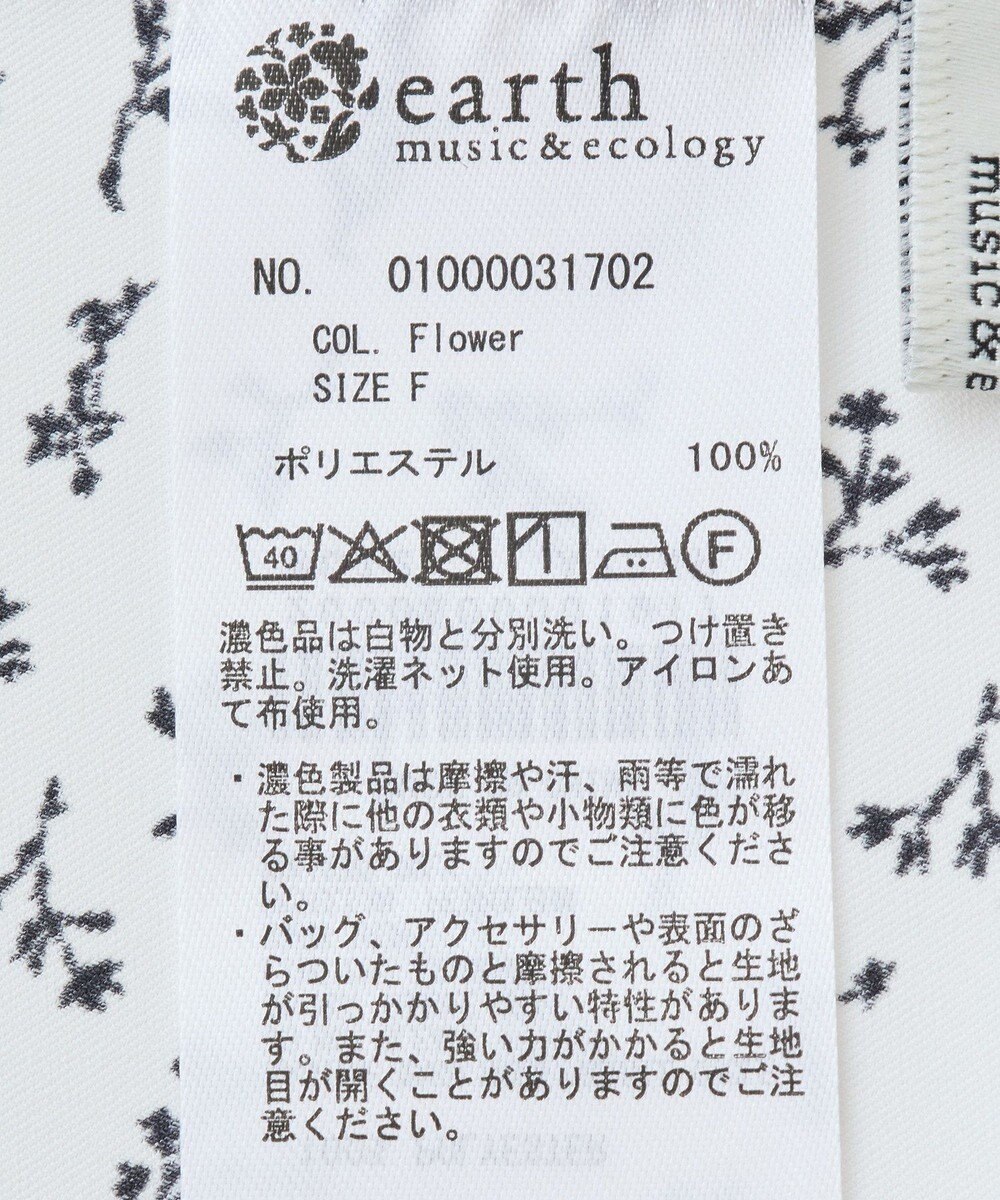 earth
music & ecology
NO. 01000031702
COL. Flower
SIZE F
ポリエステル 100%
40
F
濃色品は白物と分別洗い。つけ置き
禁止。洗濯ネット使用。アイロンあ
て布使用。
・濃色製品は摩擦や汗、雨等で濡れ
た際に他の衣類や小物類に色が移
る事がありますのでご注意くださ
い。
・バッグ、アクセサリーや表面のざ
らついたものと摩擦されると生地
が引っかかりやすい特性がありま
す。また、強い力がかかると生地
目が開くことがありますのでご注
意ください。
music & e